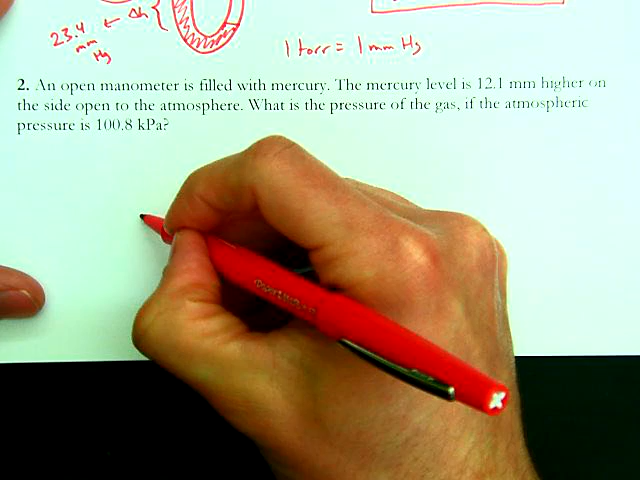 23.4 ← Δh
mm
Hg
1 torr = 1 mm Hg
2. An open manometer is filled with mercury. The mercury level is 12.1 mm higher on
the side open to the atmosphere. What is the pressure of the gas, if the atmospheric
pressure is 100.8 kPa?